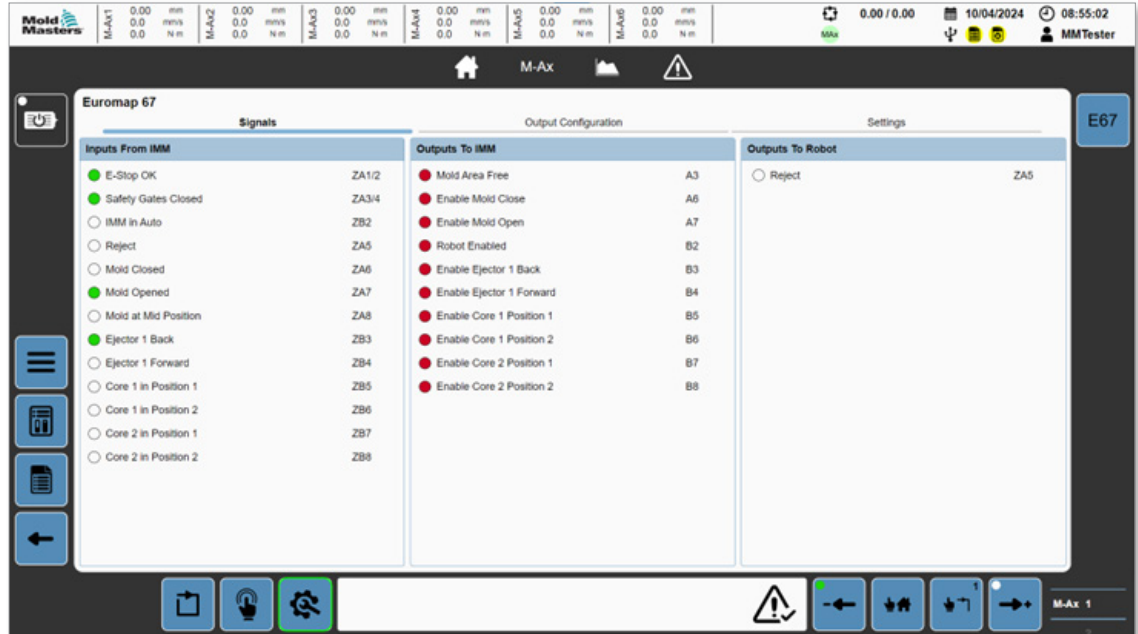 Mold
Masters
M-Ax1 0.00 mm
0.0 mm/s
0.0 N·m
M-Ax2 0.00 mm
0.0 mm/s
0.0 N·m
M-Ax3 0.00 mm
0.0 mm/s
0.0 N·m
M-Ax4 0.00 mm
0.0 mm/s
0.0 N·m
M-Ax5 0.00 mm
0.0 mm/s
0.0 N·m
M-Ax6 0.00 mm
0.0 mm/s
0.0 N·m
MAx
0.00 / 0.00
10/04/2024
08:55:02
MMTester
M-Ax
Euromap 67
E67
Signals Output Configuration Settings
Inputs From IMM
E-Stop OK ZA1/2
Safety Gates Closed ZA3/4
IMM in Auto ZB2
Reject ZA5
Mold Closed ZA6
Mold Opened ZA7
Mold at Mid Position ZA8
Ejector 1 Back ZB3
Ejector 1 Forward ZB4
Core 1 in Position 1 ZB5
Core 1 in Position 2 ZB6
Core 2 in Position 1 ZB7
Core 2 in Position 2 ZB8
Outputs To IMM
Mold Area Free A3
Enable Mold Close A6
Enable Mold Open A7
Robot Enabled B2
Enable Ejector 1 Back B3
Enable Ejector 1 Forward B4
Enable Core 1 Position 1 B5
Enable Core 1 Position 2 B6
Enable Core 2 Position 1 B7
Enable Core 2 Position 2 B8
Outputs To Robot
Reject ZA5
1
M-Ax 1